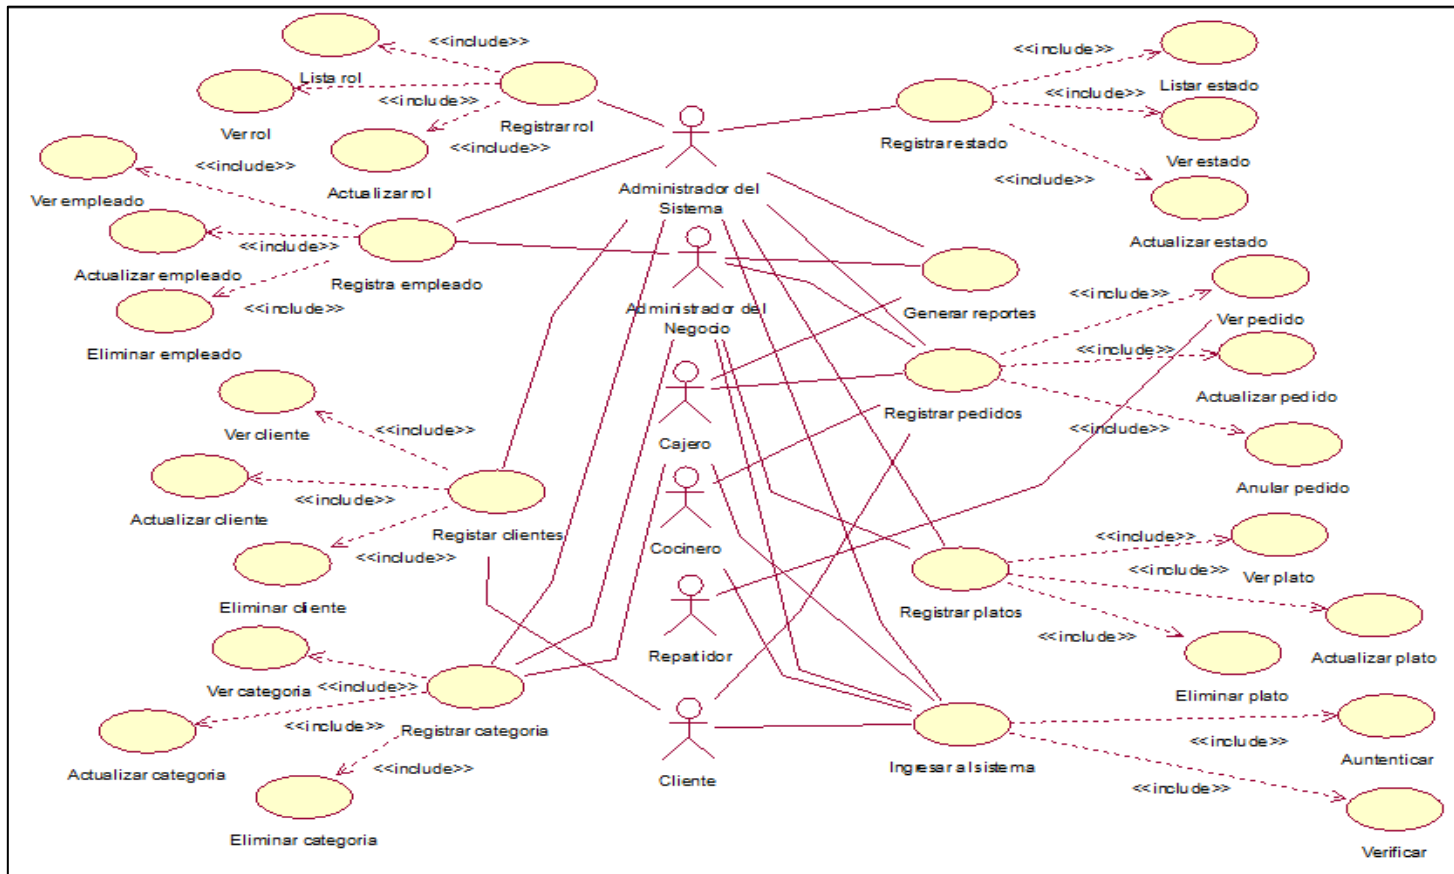 <<include>>
Lista rol
<<include>>
Ver rol
Registrar rol
<<include>>
Actualizar rol
<<include>>
Ver empleado
<<include>>
Actualizar empleado
Registra empleado
<<include>>
Eliminar empleado
Administrador del
Sistema
Administrador del
Negocio
<<include>>
Listar estado
<<include>>
Registrar estado
Ver estado
<<include>>
Actualizar estado
Generar reportes
<<include>>
Ver pedido
<<include>>
Actualizar pedido
Registrar pedidos
<<include>>
Anular pedido
Ver cliente
<<include>>
Actualizar cliente
<<include>>
Registar clientes
<<include>>
Eliminar cliente
Cajero
Cocinero
Repartidor
Cliente
<<include>>
Ver plato
<<include>>
Registrar platos
<<include>>
Actualizar plato
Eliminar plato
Ver categoria
<<include>>
<<include>>
Registrar categoria
Actualizar categoria
<<include>>
Eliminar categoria
Ingresar al sistema
<<include>>
Auntenticar
<<include>>
Verificar